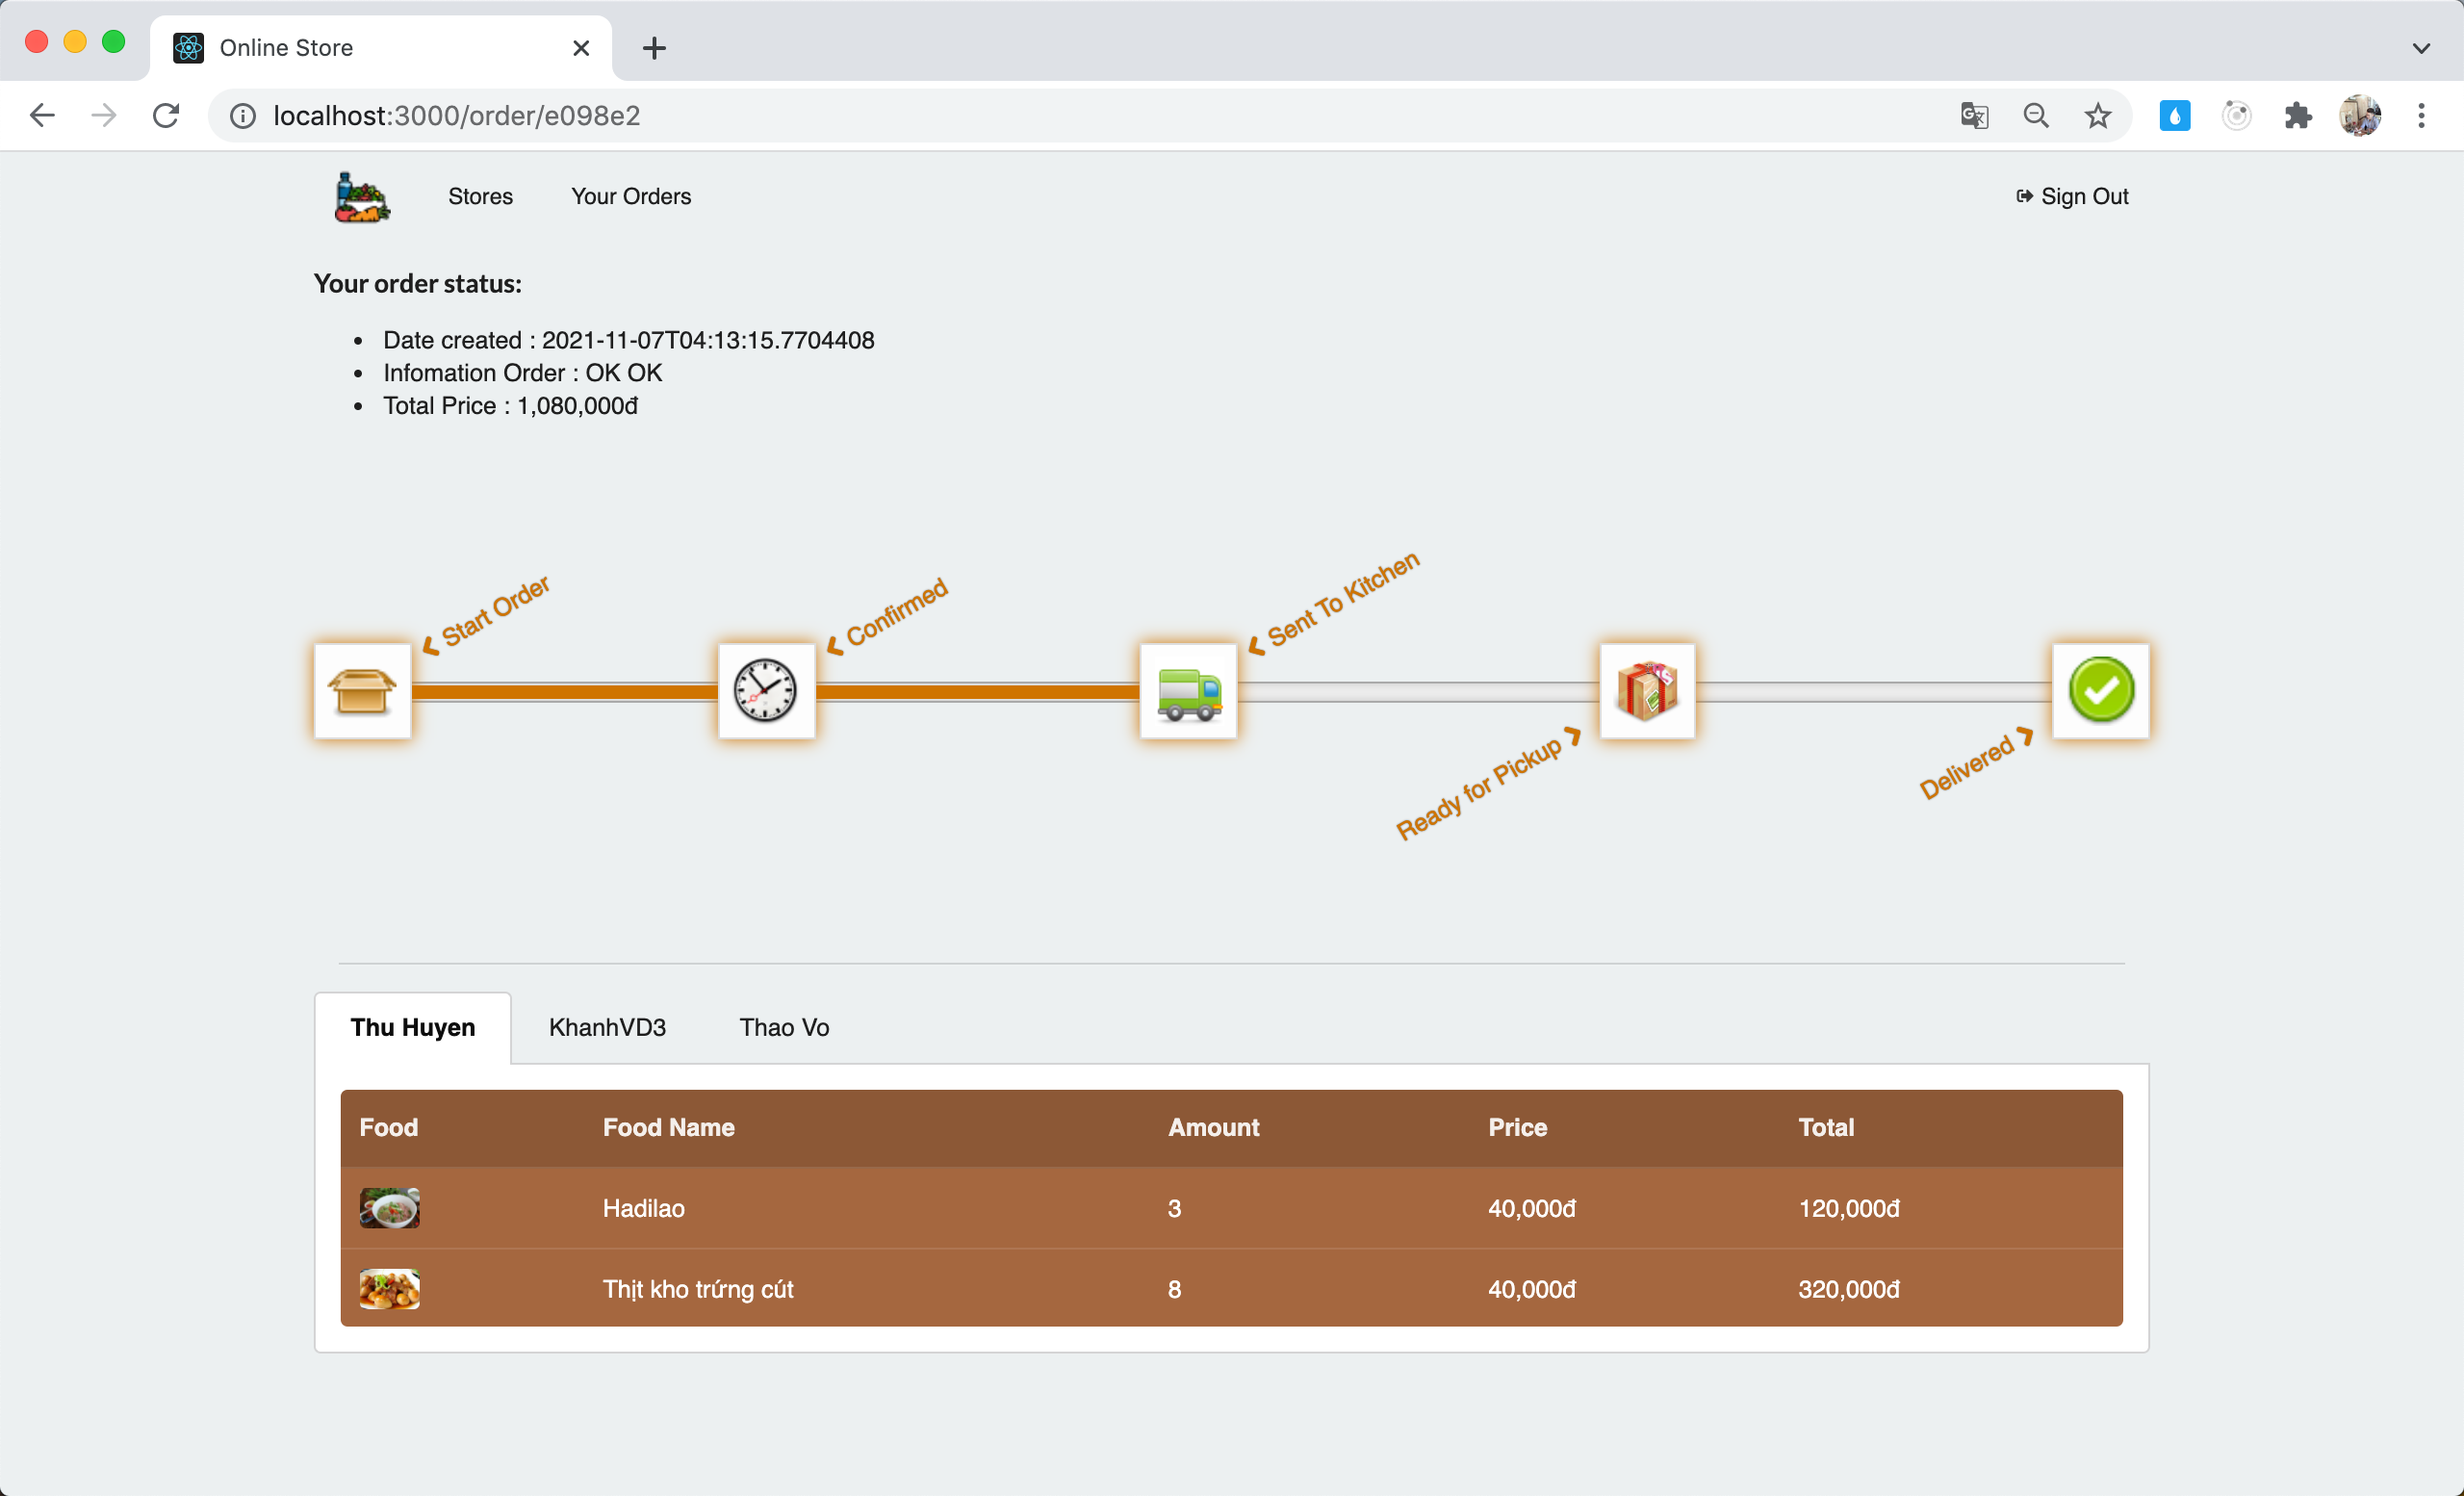 Online Store
localhost:3000/order/e098e2
Stores Your Orders Sign Out
Your order status:
Date created : 2021-11-07T04:13:15.7704408
Infomation Order : OK OK
Total Price : 1,080,000đ
Start Order
Confirmed
Sent To Kitchen
Ready for Pickup
Delivered
Thu Huyen KhanhVD3 Thao Vo
Food Food Name Amount Price Total
Hadilao 3 40,000đ 120,000đ
Thịt kho trứng cút 8 40,000đ 320,000đ